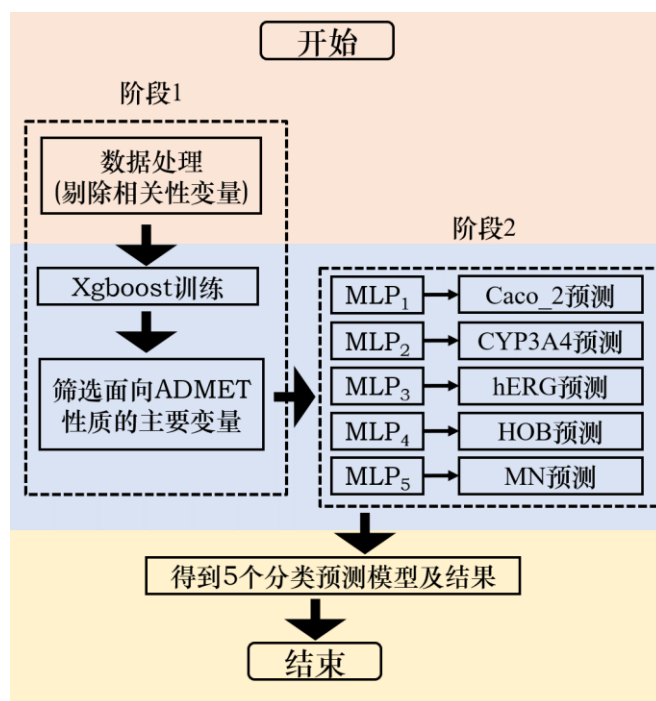 开始
阶段1
数据处理
(剔除相关性变量)
Xgboost训练
筛选面向ADMET
性质的主要变量
阶段2
MLP₁
Caco_2预测
MLP₂
CYP3A4预测
MLP₃
hERG预测
MLP₄
HOB预测
MLP₅
MN预测
得到5个分类预测模型及结果
结束